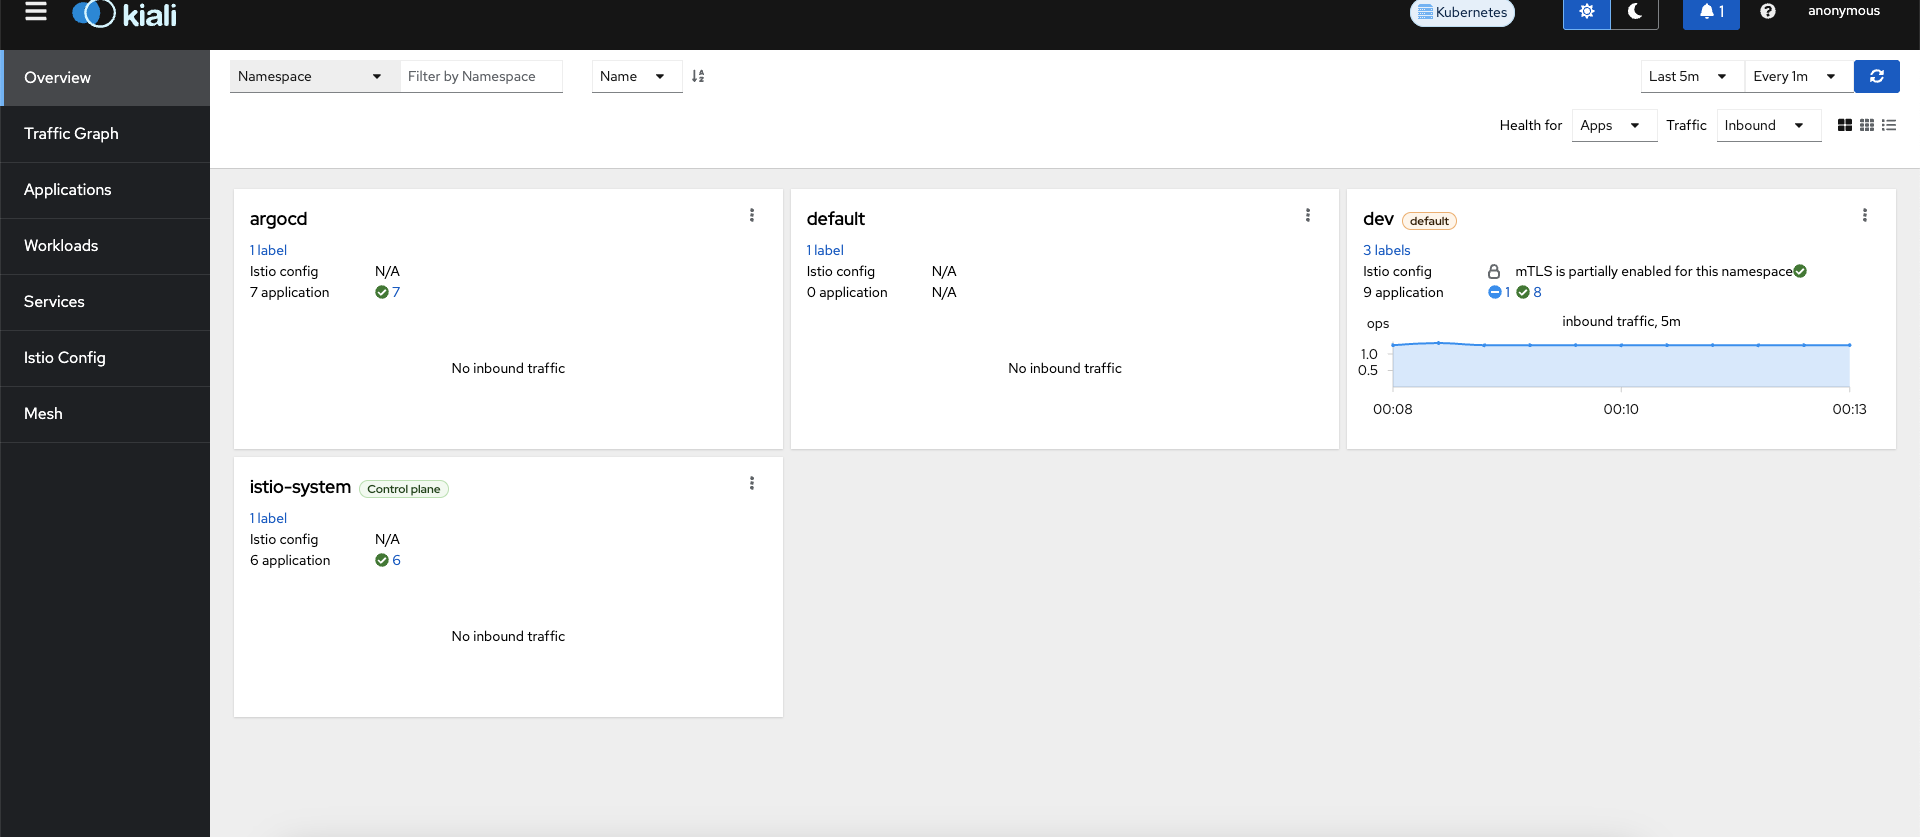 kiali
Kubernetes
1
anonymous
Overview
Traffic Graph
Applications
Workloads
Services
Istio Config
Mesh
Namespace
Filter by Namespace
Name
Last 5m
Every 1m
Health for
Apps
Traffic
Inbound
argocd
1 label
Istio config N/A
7 application 7
No inbound traffic
default
1 label
Istio config N/A
0 application N/A
No inbound traffic
dev default
3 labels
Istio config mTLS is partially enabled for this namespace
9 application 1 8
ops inbound traffic, 5m
1.0
0.5
00:08 00:10 00:13
istio-system Control plane
1 label
Istio config N/A
6 application 6
No inbound traffic